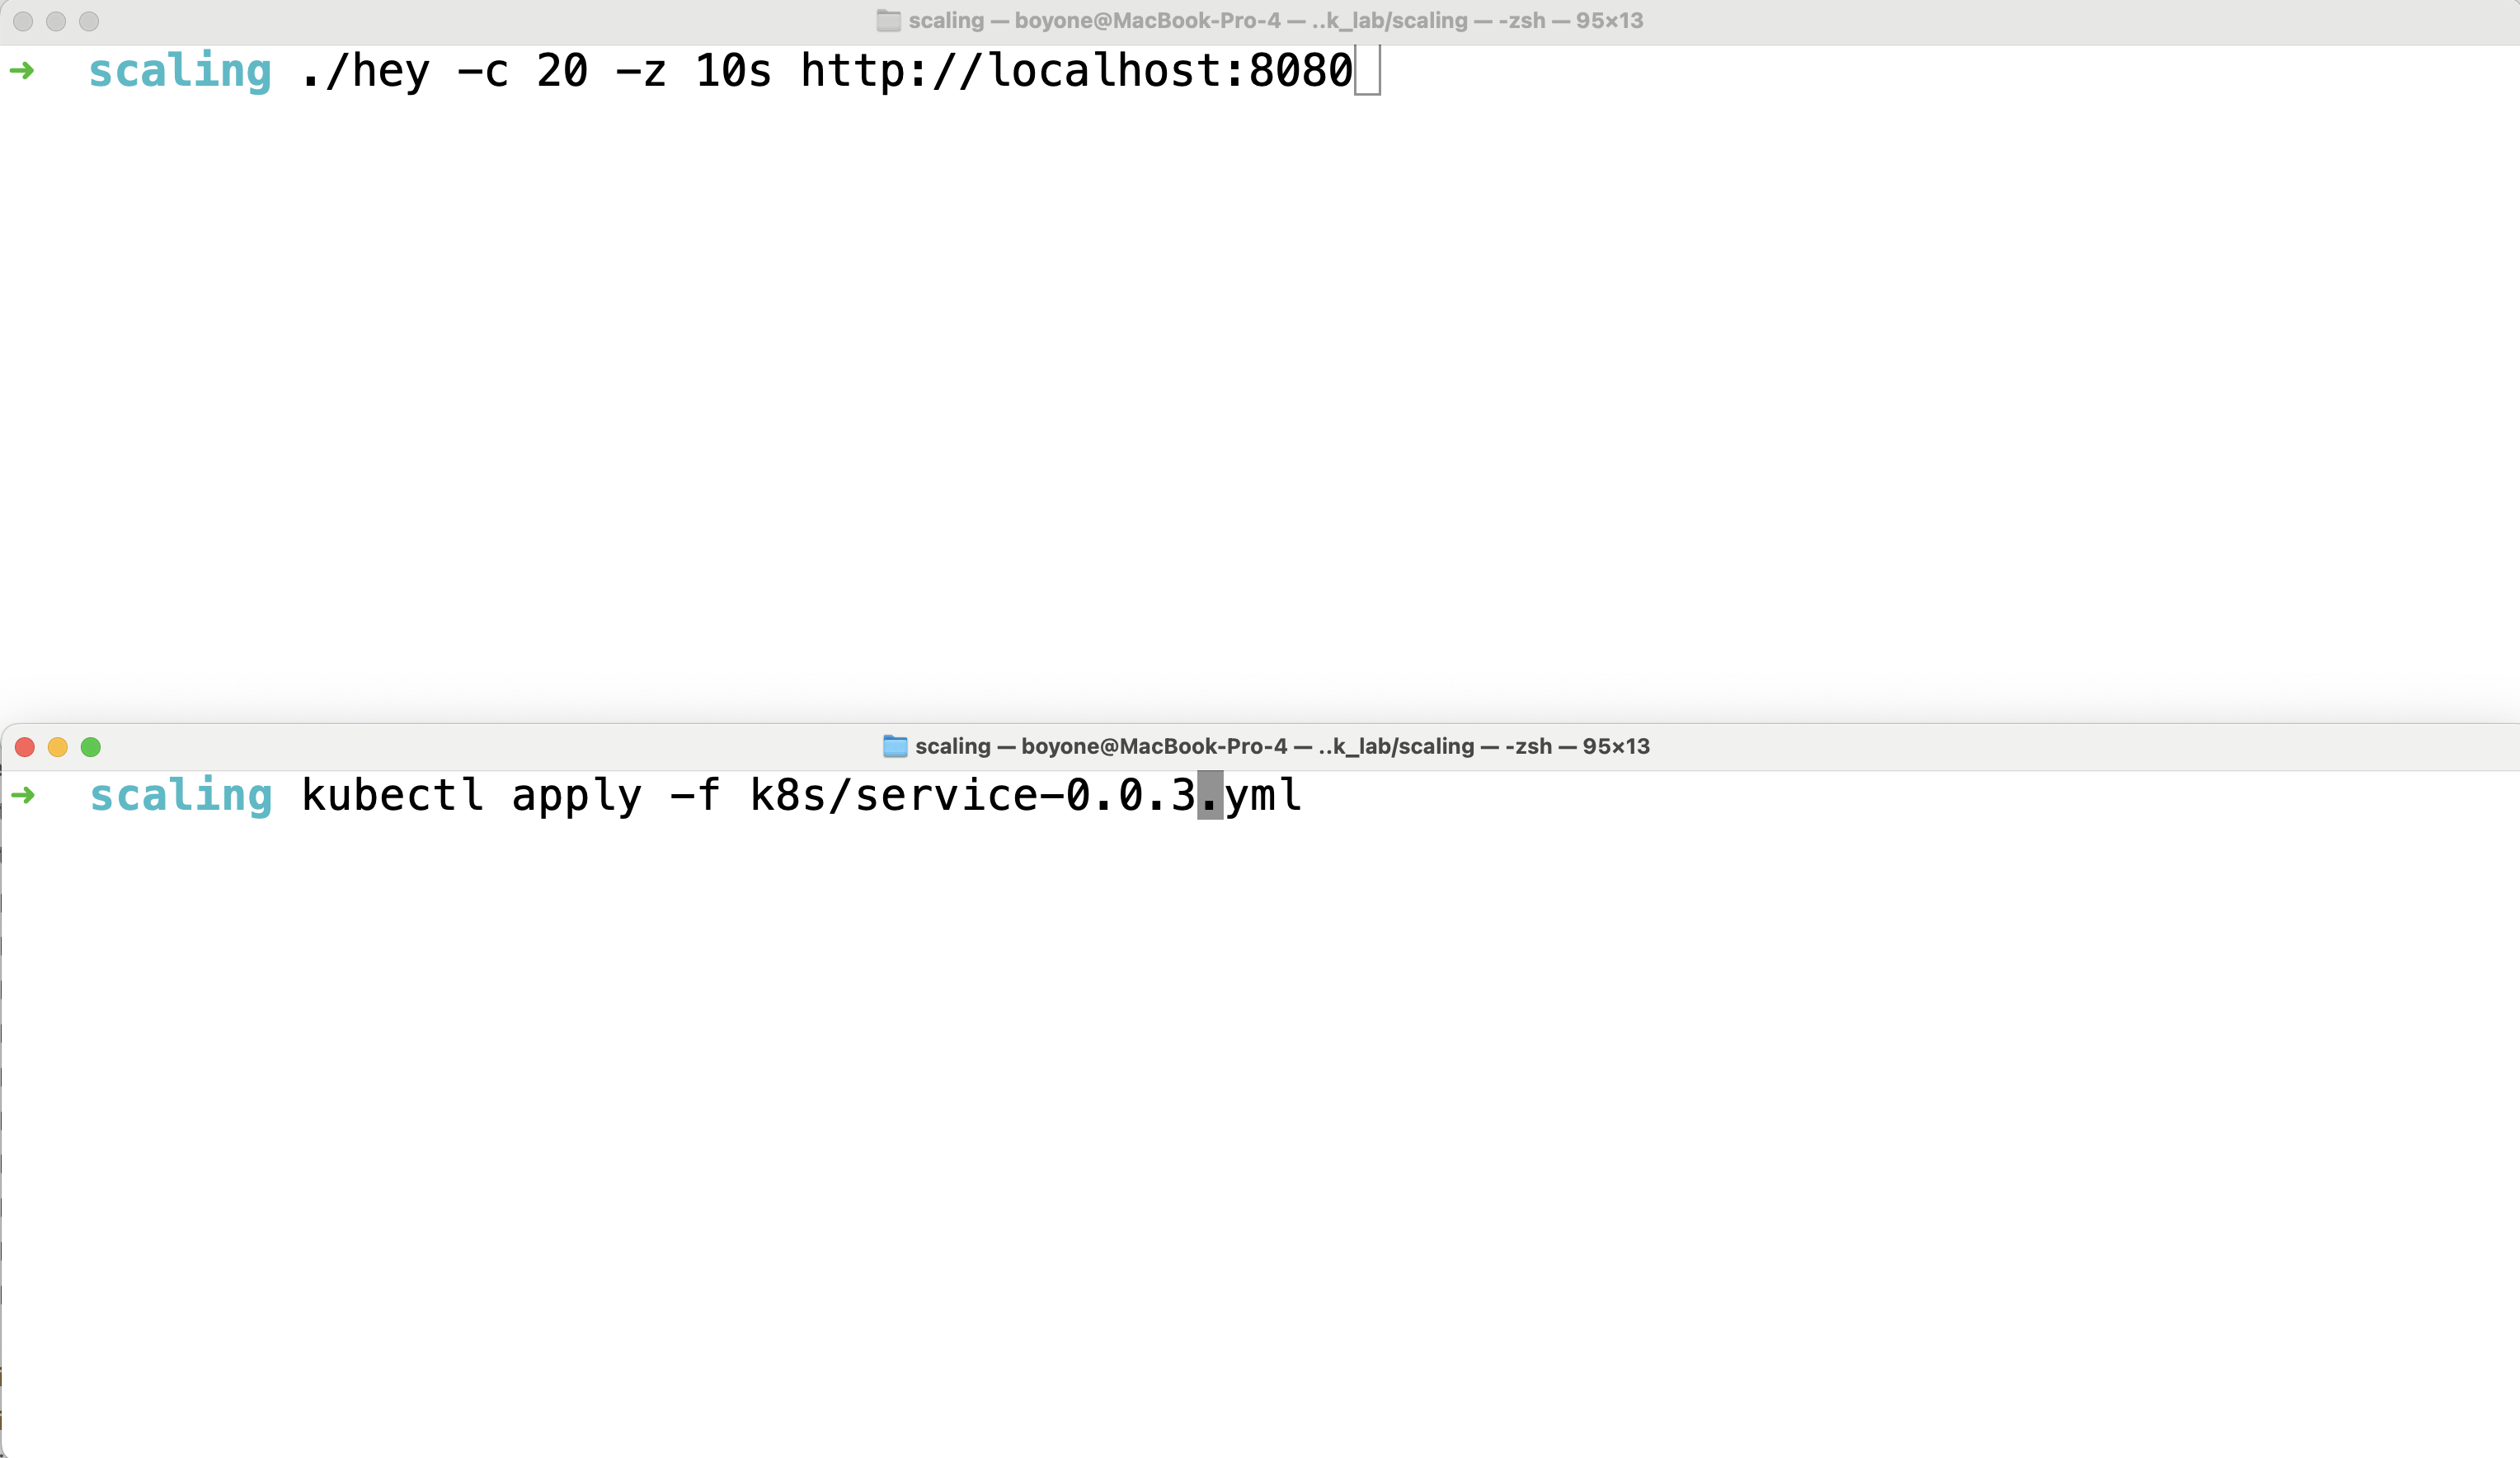 scaling — boyone@MacBook-Pro-4 — ..k_lab/scaling — -zsh — 95×13
➜ scaling ./hey -c 20 -z 10s http://localhost:8080
scaling — boyone@MacBook-Pro-4 — ..k_lab/scaling — -zsh — 95×13
➜ scaling kubectl apply -f k8s/service-0.0.3.yml